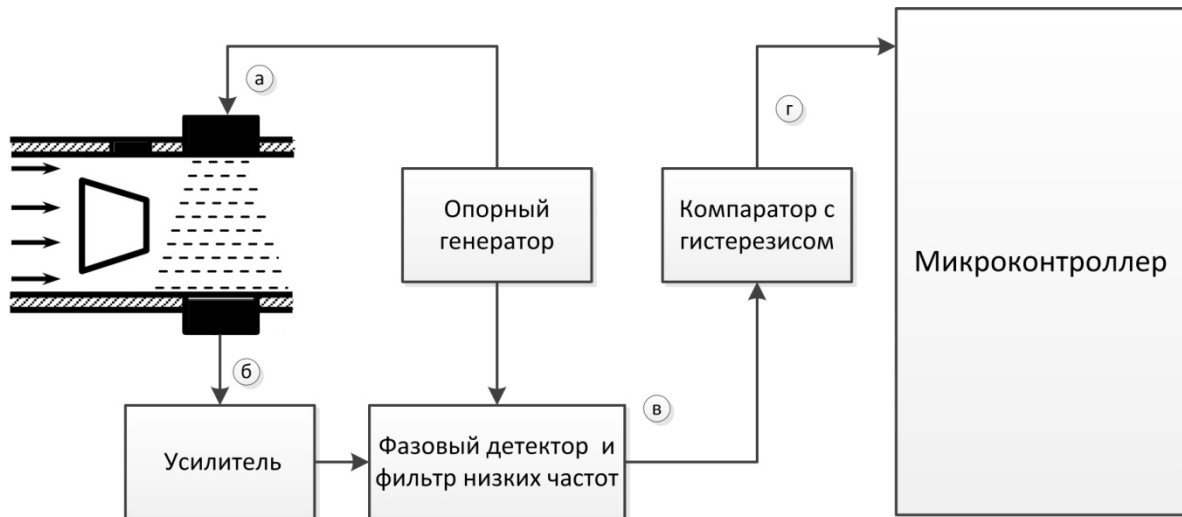 а
г
Опорный
генератор
Компаратор с
гистерезисом
Микроконтроллер
б
в
Усилитель
Фазовый детектор и
фильтр низких частот